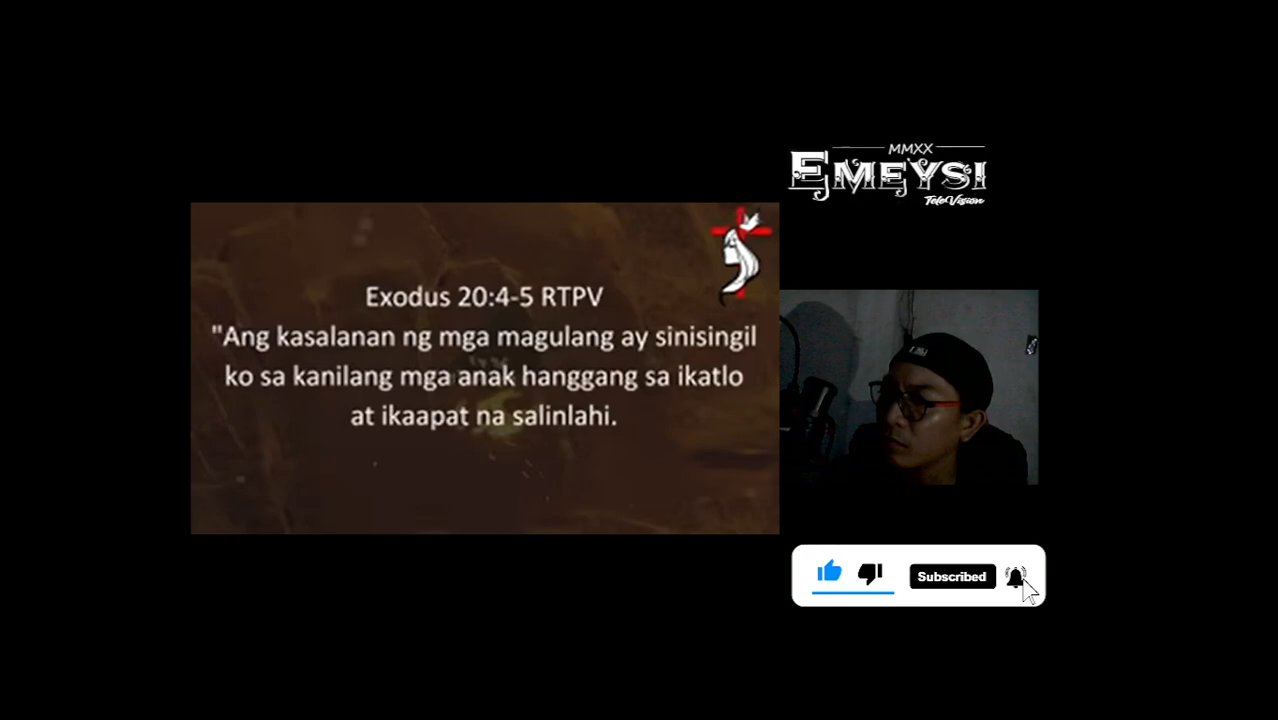 Exodus 20:4-5 RTPV
"Ang kasalanan ng mga magulang ay sinisingil
ko sa kanilang mga anak hanggang sa ikatlo
at ikaapat na salinlahi.
MMXX
EMEYSI
TeleVision
Subscribed